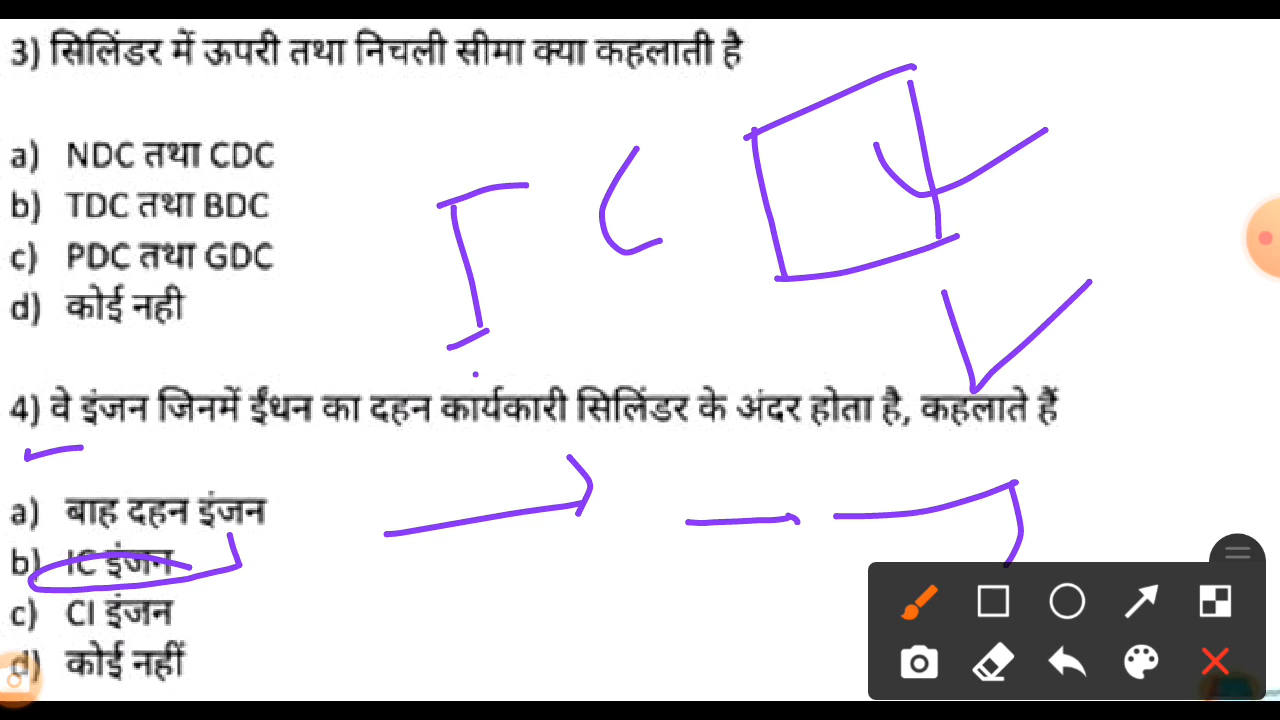 3) सिलिंडर में ऊपरी तथा निचली सीमा क्या कहलाती है
a) NDC तथा CDC
b) TDC तथा BDC
c) PDC तथा GDC
d) कोई नही
I C
4) वे इंजन जिनमें ईंधन का दहन कार्यकारी सिलिंडर के अंदर होता है, कहलाते हैं
a) बाह दहन इंजन
b) IC इंजन
c) CI इंजन
d) कोई नहीं